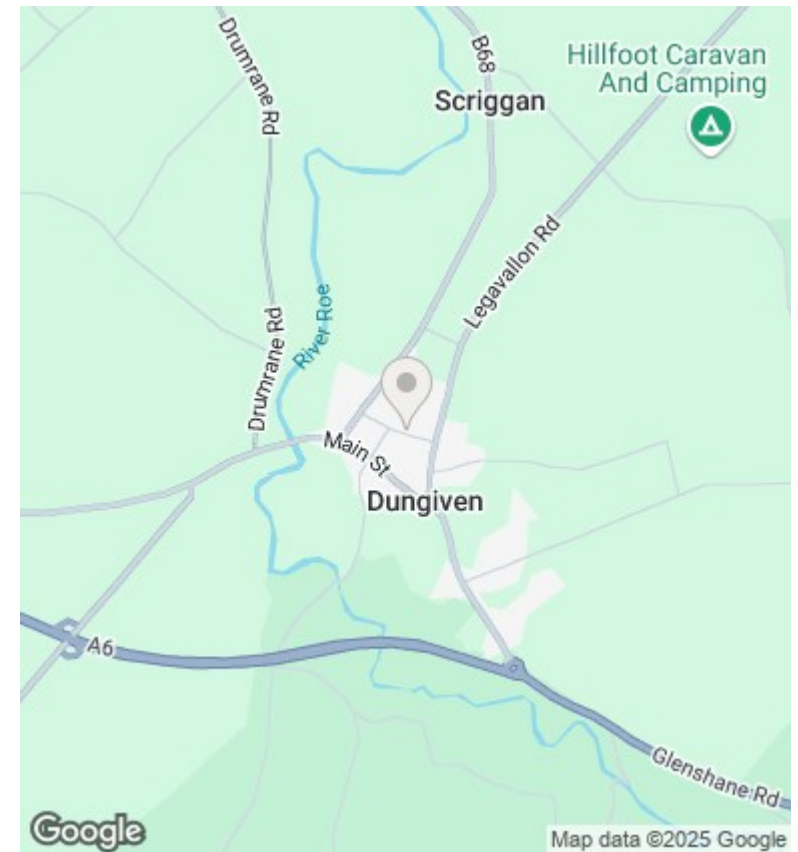 Drumrane Rd
B68
Hillfoot Caravan
And Camping
Scriggan
Legavallon Rd
River Roe
Drumrane Rd
Main St
Dungiven
A6
Glenshane Rd
Google
Map data ©2025 Google